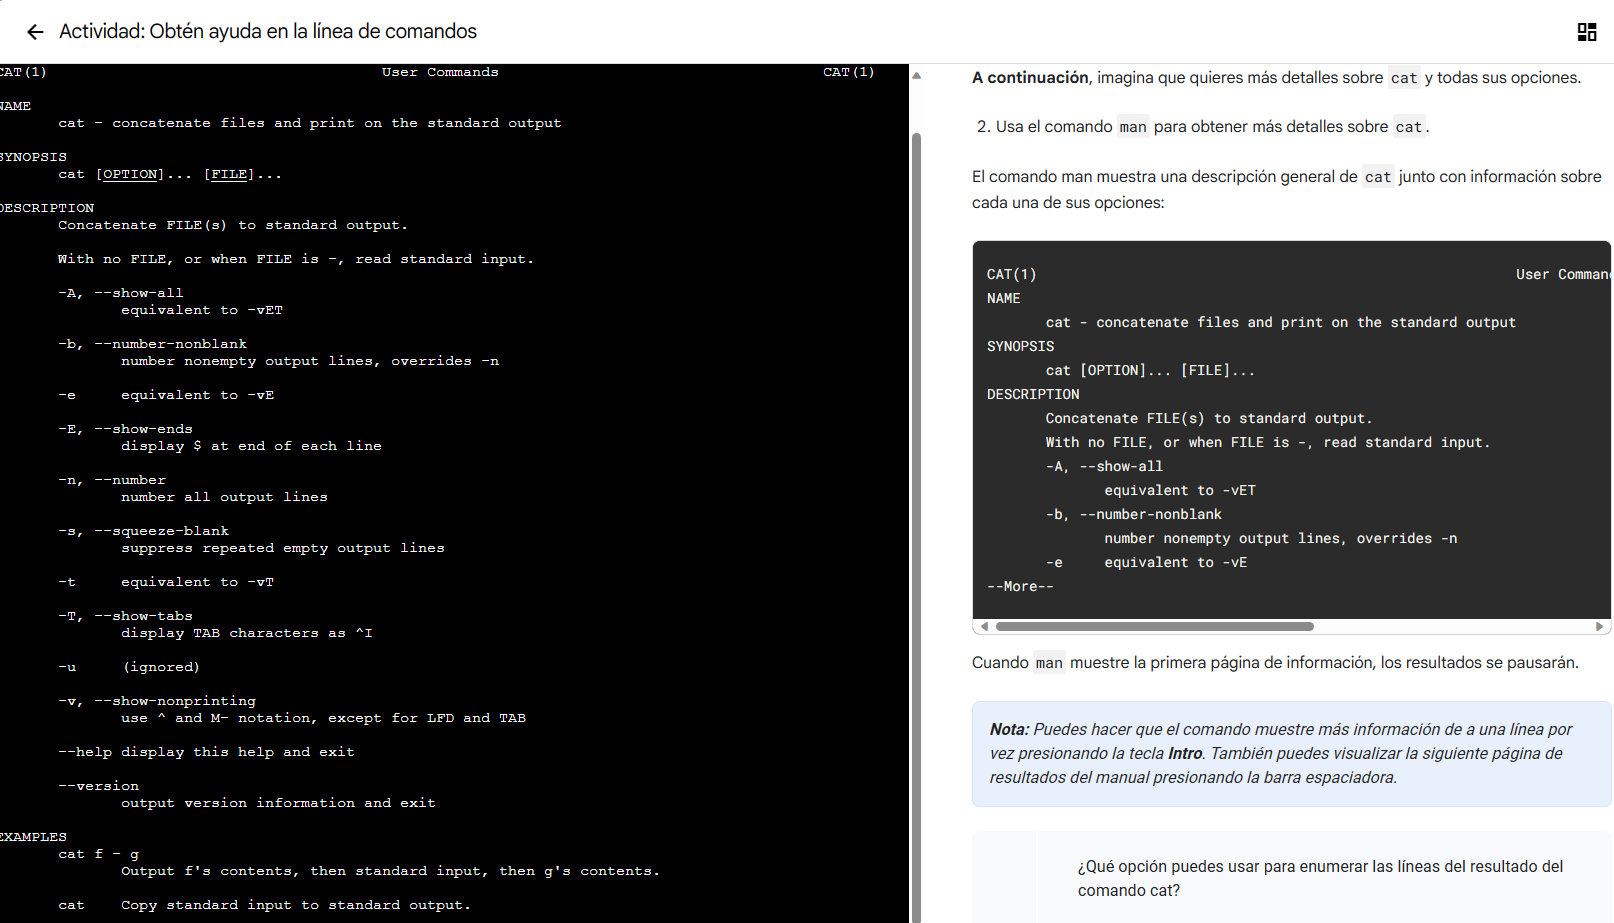 Actividad: Obtén ayuda en la línea de comandos
CAT(1) User Commands CAT(1)
NAME
cat - concatenate files and print on the standard output
SYNOPSIS
cat [OPTION]... [FILE]...
DESCRIPTION
Concatenate FILE(s) to standard output.
With no FILE, or when FILE is -, read standard input.
-A, --show-all
equivalent to -vET
-b, --number-nonblank
number nonempty output lines, overrides -n
-e equivalent to -vE
-E, --show-ends
display $ at end of each line
-n, --number
number all output lines
-s, --squeeze-blank
suppress repeated empty output lines
-t equivalent to -vT
-T, --show-tabs
display TAB characters as ^I
-u (ignored)
-v, --show-nonprinting
use ^ and M- notation, except for LFD and TAB
--help display this help and exit
--version
output version information and exit
EXAMPLES
cat f - g
Output f's contents, then standard input, then g's contents.
cat Copy standard input to standard output.
A continuación, imagina que quieres más detalles sobre cat y todas sus opciones.
2. Usa el comando man para obtener más detalles sobre cat.
El comando man muestra una descripción general de cat junto con información sobre
cada una de sus opciones:
CAT(1) User Comman
NAME
cat - concatenate files and print on the standard output
SYNOPSIS
cat [OPTION]... [FILE]...
DESCRIPTION
Concatenate FILE(s) to standard output.
With no FILE, or when FILE is -, read standard input.
-A, --show-all
equivalent to -vET
-b, --number-nonblank
number nonempty output lines, overrides -n
-e equivalent to -vE
--More--
Cuando man muestre la primera página de información, los resultados se pausarán.
Nota: Puedes hacer que el comando muestre más información de a una línea por
vez presionando la tecla Intro. También puedes visualizar la siguiente página de
resultados del manual presionando la barra espaciadora.
¿Qué opción puedes usar para enumerar las líneas del resultado del
comando cat?